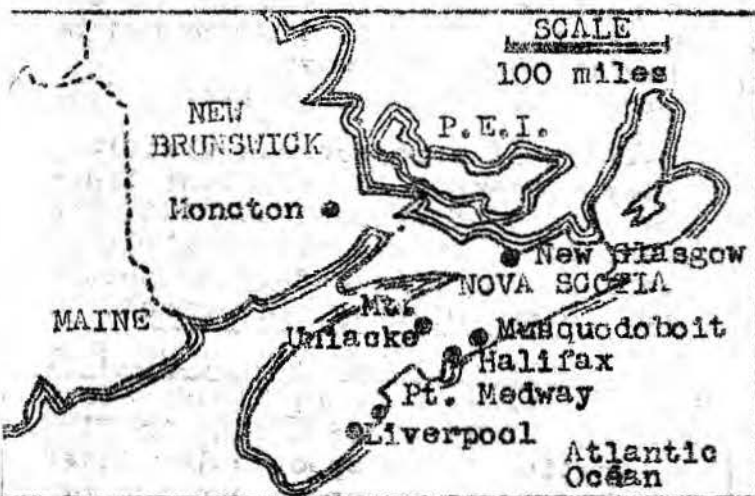 SCALE
100 miles
NEW
BRUNSWICK
P.E.I.
Moncton
New Glasgow
NOVA SCOTIA
MAINE
Mt.
Uniacke
Musquodoboit
Halifax
Pt. Medway
Liverpool
Atlantic
Ocean